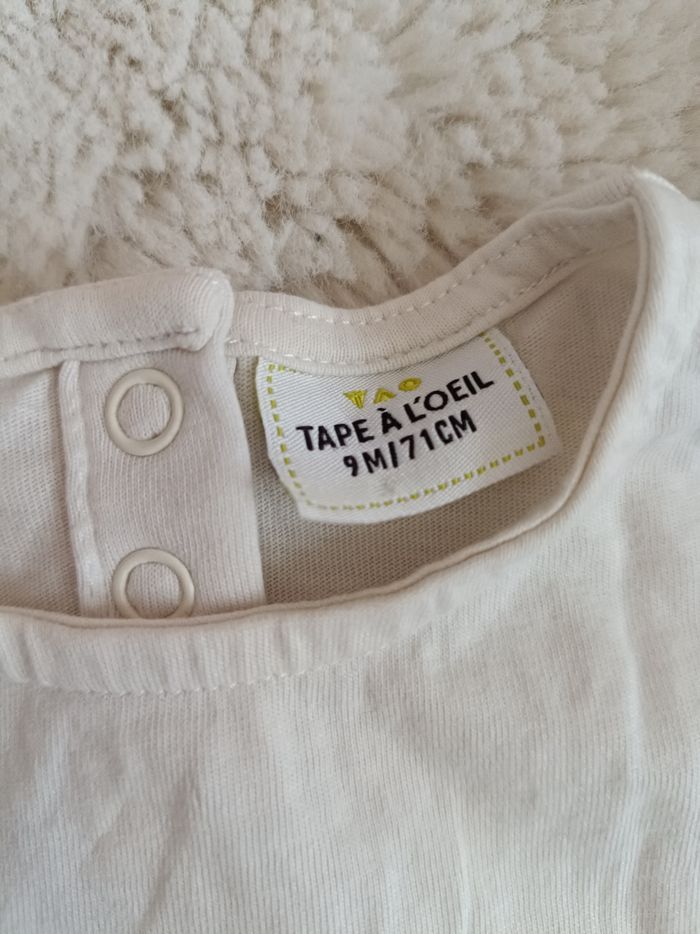 TAO
TAPE À L'OEIL
9M/71CM